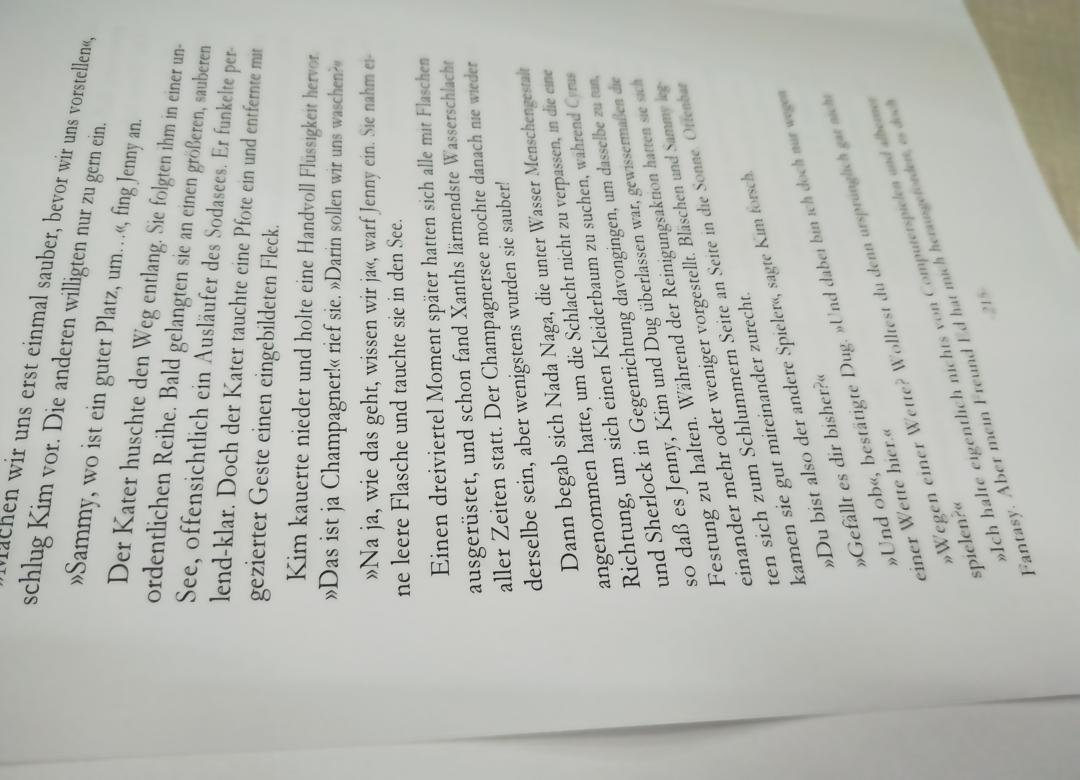 »Machen wir uns erst einmal sauber, bevor wir uns vorstellen«,
schlug Kim vor. Die anderen willigten nur zu gern ein.
»Sammy, wo ist ein guter Platz, um…«, fing Jenny an.
Der Kater huschte den Weg entlang. Sie folgten ihm in einer un-
ordentlichen Reihe. Bald gelangten sie an einen größeren, sauberen
See, offensichtlich ein Ausläufer des Sodasees. Er funkelte per-
lend-klar. Doch der Kater tauchte eine Pfote ein und entfernte mit
gezierter Geste einen eingebildeten Fleck.
Kim kauerte nieder und holte eine Handvoll Flüssigkeit hervor.
»Das ist ja Champagner!« rief sie. »Darin sollen wir uns waschen?«
»Na ja, wie das geht, wissen wir ja«, warf Jenny ein. Sie nahm ei-
ne leere Flasche und tauchte sie in den See.
Einen dreiviertel Moment später hatten sich alle mit Flaschen
ausgerüstet, und schon fand Xanths lärmendste Wasserschlacht
aller Zeiten statt. Der Champagnersee mochte danach nie wieder
derselbe sein, aber wenigstens wurden sie sauber!
Dann begab sich Nada Naga, die unter Wasser Menschengestalt
angenommen hatte, um die Schlacht nicht zu verpassen, in die eine
Richtung, um sich einen Kleiderbaum zu suchen, während Cyrus
und Sherlock in Gegenrichtung davongingen, um dasselbe zu tun,
so daß es Jenny, Kim und Dug überlassen war, gewissermaßen die
Festung zu halten. Während der Reinigungsaktion hatten sie sich
einander mehr oder weniger vorgestellt. Bläschen und Sammy leg-
ten sich zum Schlummern Seite an Seite in die Sonne. Offenbar
kamen sie gut miteinander zurecht.
»Du bist also der andere Spieler«, sagte Kim forsch.
»Gefällt es dir bisher?«
»Und ob«, bestätigte Dug. »Und dabei bin ich doch nur wegen
einer Wette hier.«
»Wegen einer Wette? Wolltest du denn ursprünglich gar nicht
spielen?«
»Ich halte eigentlich nichts von Computerspielen und
Fantasy. Aber mein Freund Ed hat mich herausgefordert, es doch
215